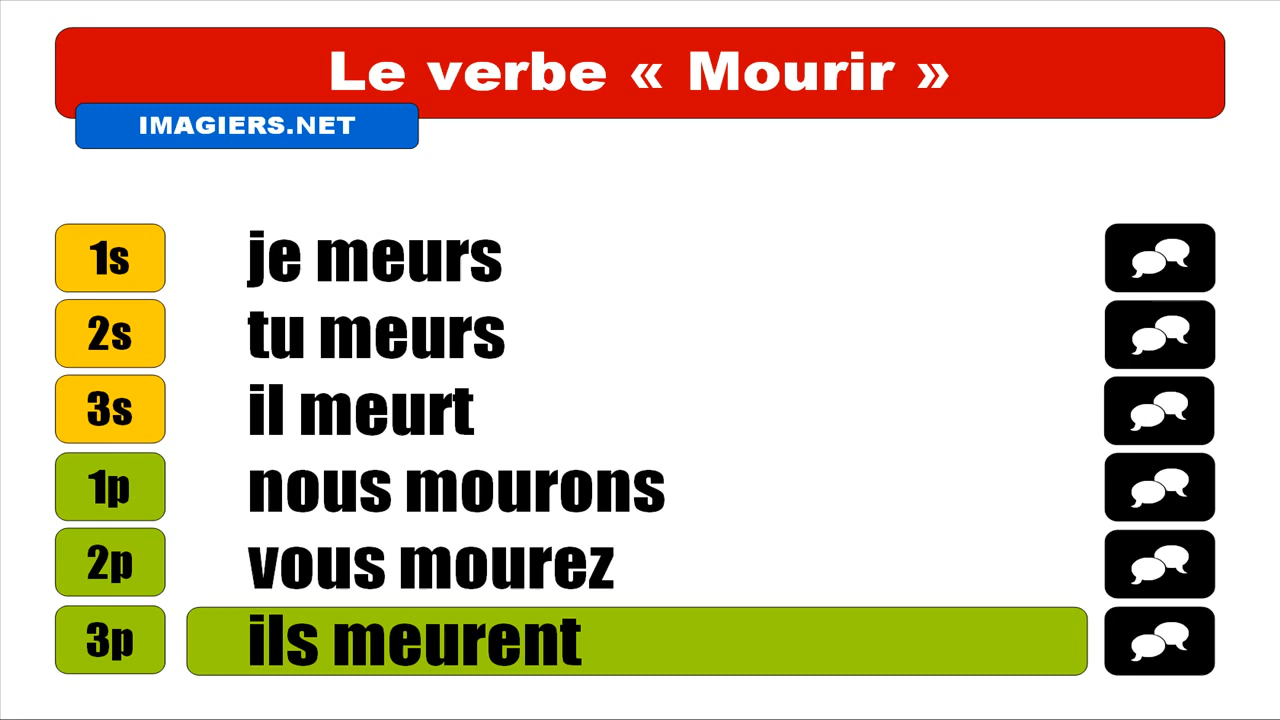 Le verbe « Mourir »
IMAGIERS.NET
1s je meurs
2s tu meurs
3s il meurt
1p nous mourons
2p vous mourez
3p ils meurent